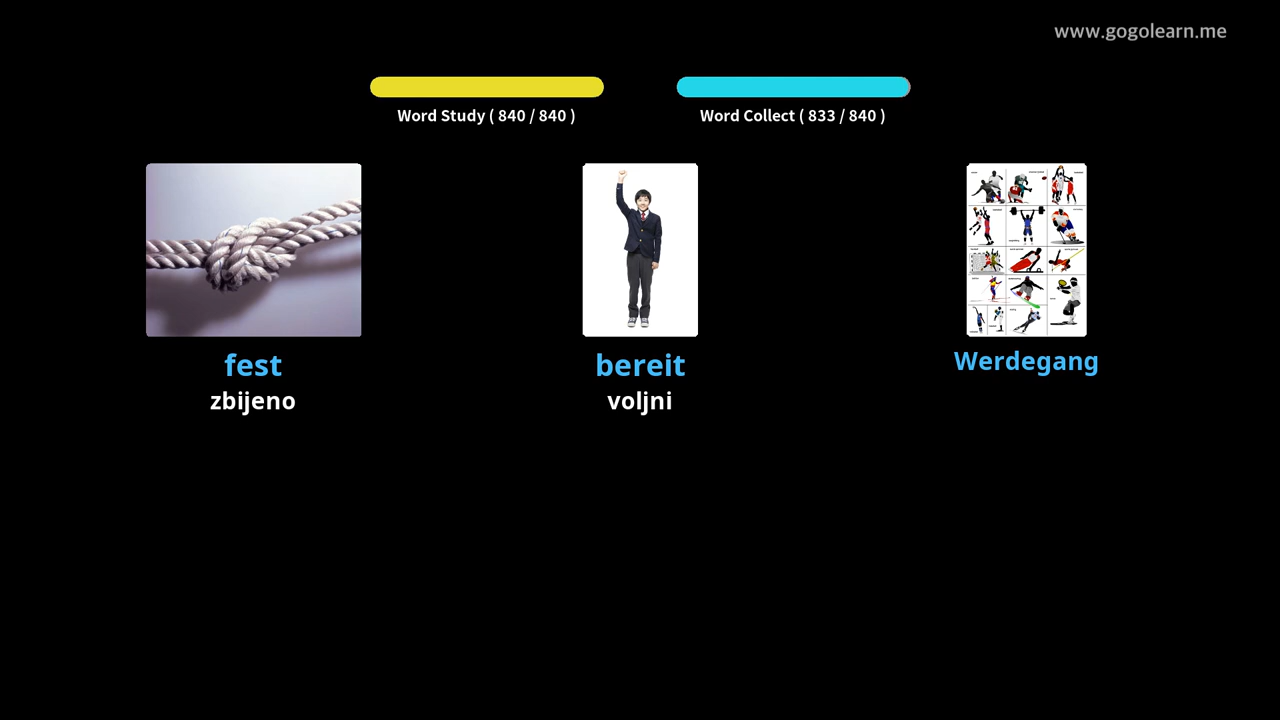 www.gogolearn.me
Word Study ( 840 / 840 )
Word Collect ( 833 / 840 )
fest
bereit
Werdegang
zbijeno
voljni